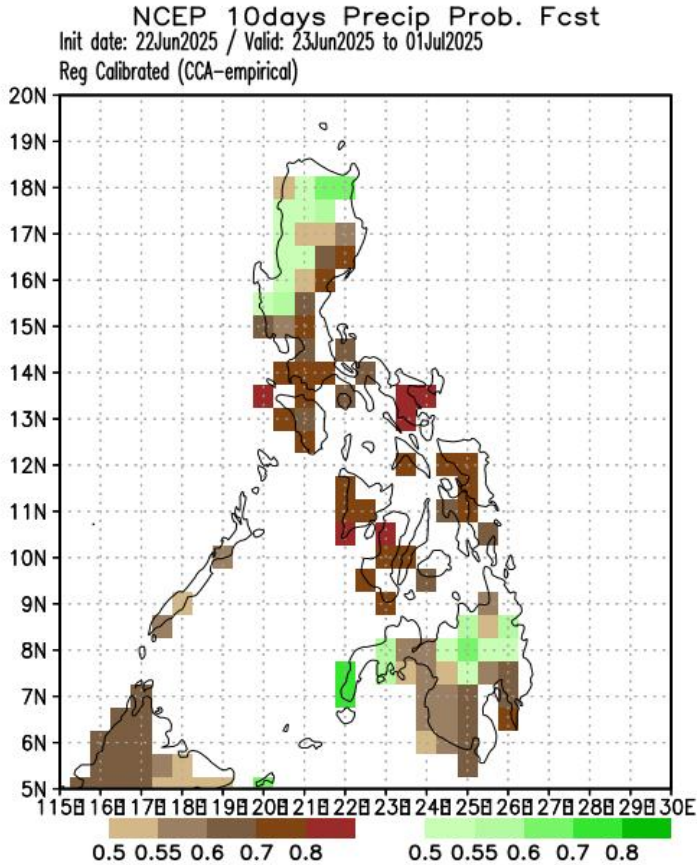 NCEP 10days Precip Prob. Fcst
Init date: 22Jun2025 / Valid: 23Jun2025 to 01Jul2025
Reg Calibrated (CCA-empirical)
20N
19N
18N
17N
16N
15N
14N
13N
12N
11N
10N
9N
8N
7N
6N
5N
115E 116E 117E 118E 119E 120E 121E 122E 123E 124E 125E 126E 127E 128E 129E 130E
0.5 0.55 0.6 0.7 0.8 0.5 0.55 0.6 0.7 0.8